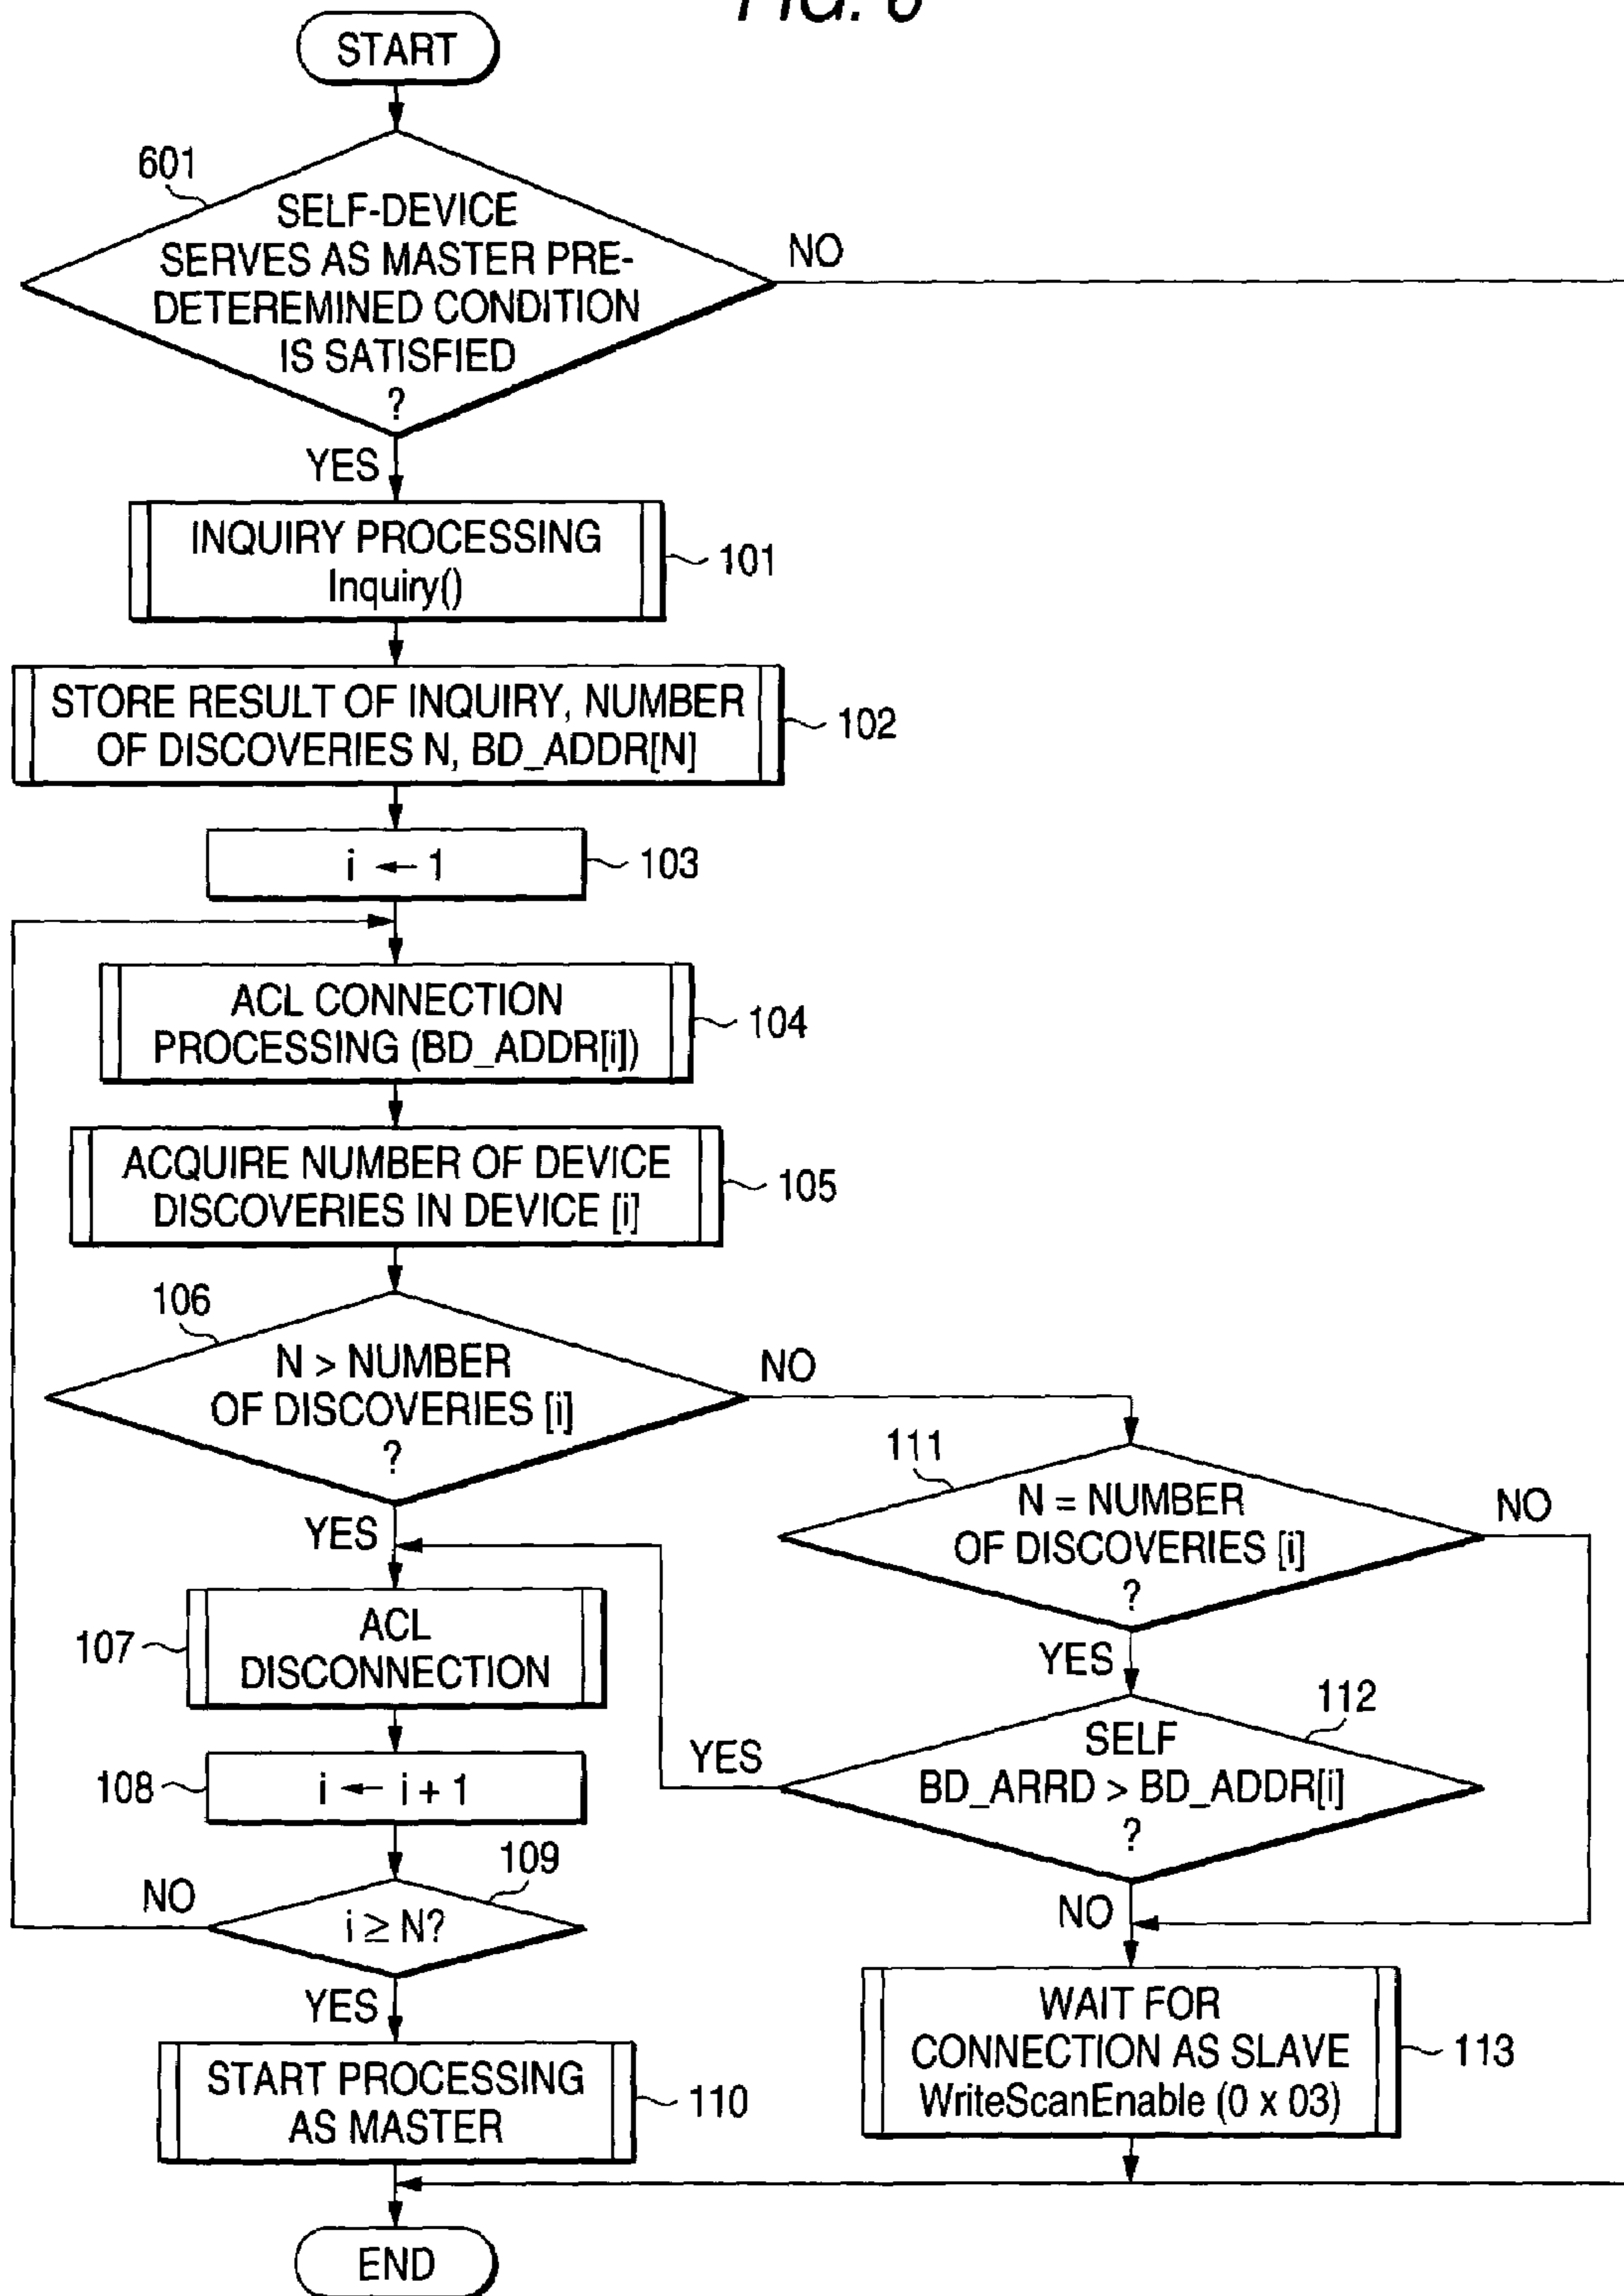 FIG. 6
START
601
SELF-DEVICE
SERVES AS MASTER PRE-
DETEREMINED CONDITION
IS SATISFIED
?
NO
YES
INQUIRY PROCESSING
Inquiry()
101
STORE RESULT OF INQUIRY, NUMBER
OF DISCOVERIES N, BD_ADDR[N]
102
i ← 1
103
ACL CONNECTION
PROCESSING (BD_ADDR[i])
104
ACQUIRE NUMBER OF DEVICE
DISCOVERIES IN DEVICE [i]
105
106
N > NUMBER
OF DISCOVERIES [i]
?
NO
YES
111
N = NUMBER
OF DISCOVERIES [i]
?
NO
YES
107
ACL
DISCONNECTION
112
SELF
BD_ARRD > BD_ADDR[i]
?
YES
NO
108
i ← i + 1
109
i ≥ N?
NO
YES
WAIT FOR
CONNECTION AS SLAVE
WriteScanEnable (0 x 03)
113
START PROCESSING
AS MASTER
110
END